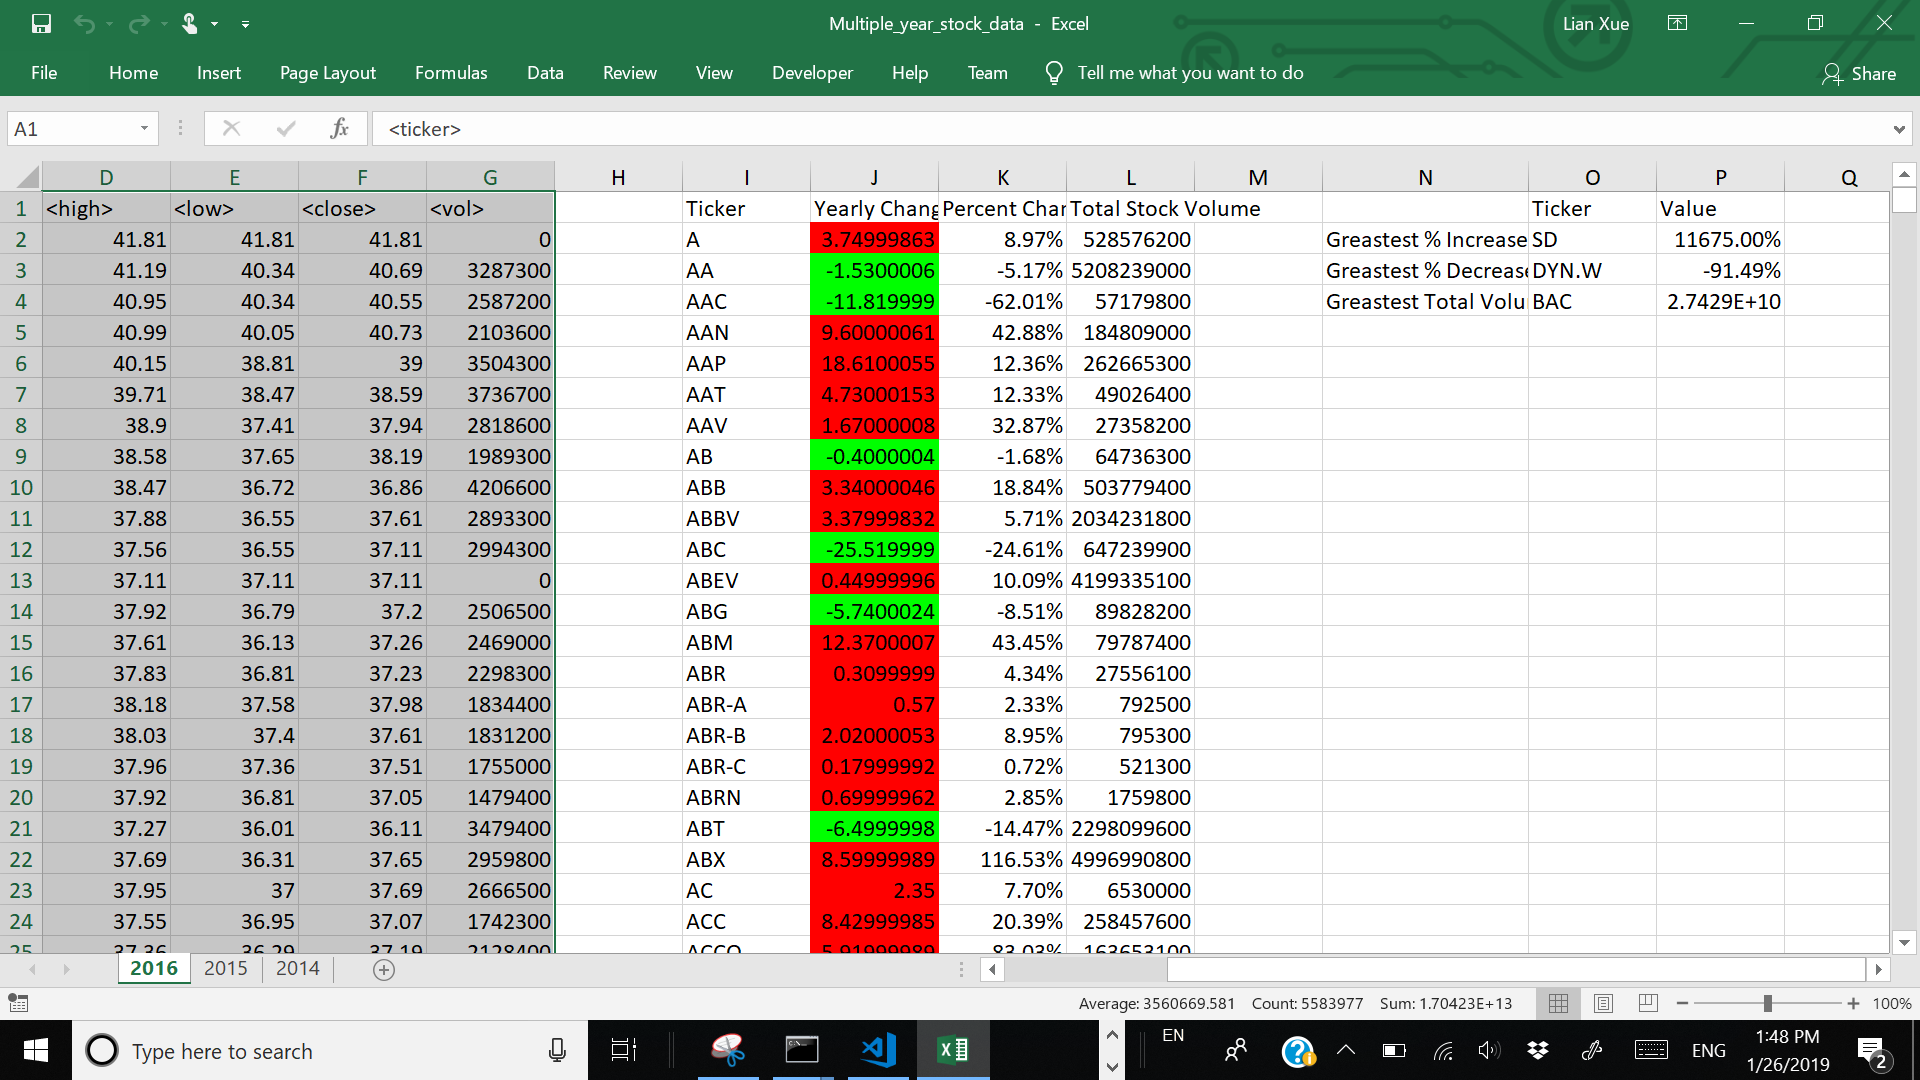 Multiple_year_stock_data - Excel
Lian Xue
File Home Insert Page Layout Formulas Data Review View Developer Help Team Tell me what you want to do Share
A1 fx <ticker>
D E F G H I J K L M N O P Q
1 <high> <low> <close> <vol> Ticker Yearly Chang Percent Char Total Stock Volume Ticker Value
2 41.81 41.81 41.81 0 A 3.74999863 8.97% 528576200 Greastest % Increase SD 11675.00%
3 41.19 40.34 40.69 3287300 AA -1.5300006 -5.17% 5208239000 Greastest % Decrease DYN.W -91.49%
4 40.95 40.34 40.55 2587200 AAC -11.819999 -62.01% 57179800 Greastest Total Volu BAC 2.7429E+10
5 40.99 40.05 40.73 2103600 AAN 9.60000061 42.88% 184809000
6 40.15 38.81 39 3504300 AAP 18.6100055 12.36% 262665300
7 39.71 38.47 38.59 3736700 AAT 4.73000153 12.33% 49026400
8 38.9 37.41 37.94 2818600 AAV 1.67000008 32.87% 27358200
9 38.58 37.65 38.19 1989300 AB -0.4000004 -1.68% 64736300
10 38.47 36.72 36.86 4206600 ABB 3.34000046 18.84% 503779400
11 37.88 36.55 37.61 2893300 ABBV 3.37999832 5.71% 2034231800
12 37.56 36.55 37.11 2994300 ABC -25.519999 -24.61% 647239900
13 37.11 37.11 37.11 0 ABEV 0.44999996 10.09% 4199335100
14 37.92 36.79 37.2 2506500 ABG -5.7400024 -8.51% 89828200
15 37.61 36.13 37.26 2469000 ABM 12.3700007 43.45% 79787400
16 37.83 36.81 37.23 2298300 ABR 0.3099999 4.34% 27556100
17 38.18 37.58 37.98 1834400 ABR-A 0.57 2.33% 792500
18 38.03 37.4 37.61 1831200 ABR-B 2.02000053 8.95% 795300
19 37.96 37.36 37.51 1755000 ABR-C 0.17999992 0.72% 521300
20 37.92 36.81 37.05 1479400 ABRN 0.69999962 2.85% 1759800
21 37.27 36.01 36.11 3479400 ABT -6.4999998 -14.47% 2298099600
22 37.69 36.31 37.65 2959800 ABX 8.59999989 116.53% 4996990800
23 37.95 37 37.69 2666500 AC 2.35 7.70% 6530000
24 37.55 36.95 37.07 1742300 ACC 8.42999985 20.39% 258457600
25 37.36 36.29 37.19 2128400 ACCO 5.91999989 83.03% 163653100
2016 2015 2014
Average: 3560669.581 Count: 5583977 Sum: 1.70423E+13 100%
Type here to search
EN
ENG
1:48 PM
1/26/2019
2